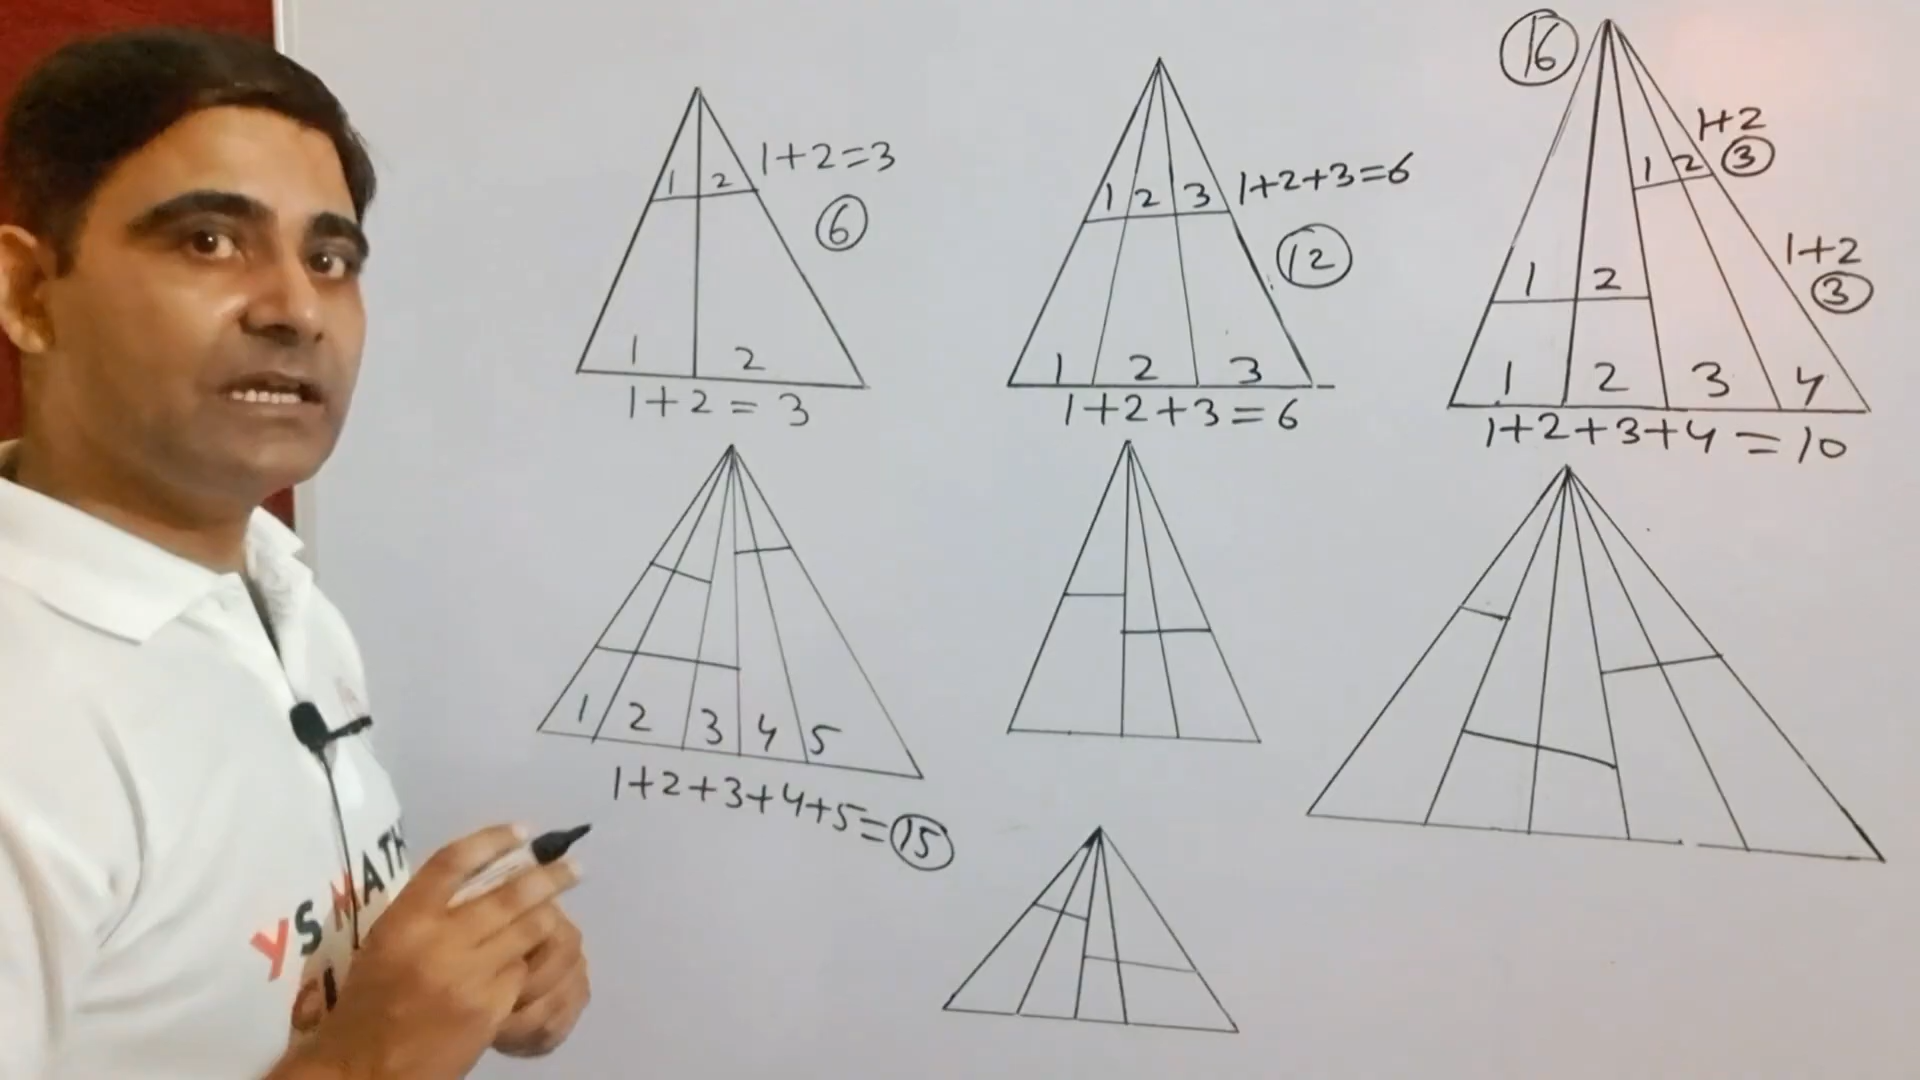 1 2 1+2=3
6
1 2
1+2=3
1 2 3 1+2+3=6
12
1 2 3
1+2+3=6
16
1+2
1 2 3
1+2
3
1 2
1 2 3 4
1+2+3+4=10
1 2 3 4 5
1+2+3+4+5=15
YS MATH